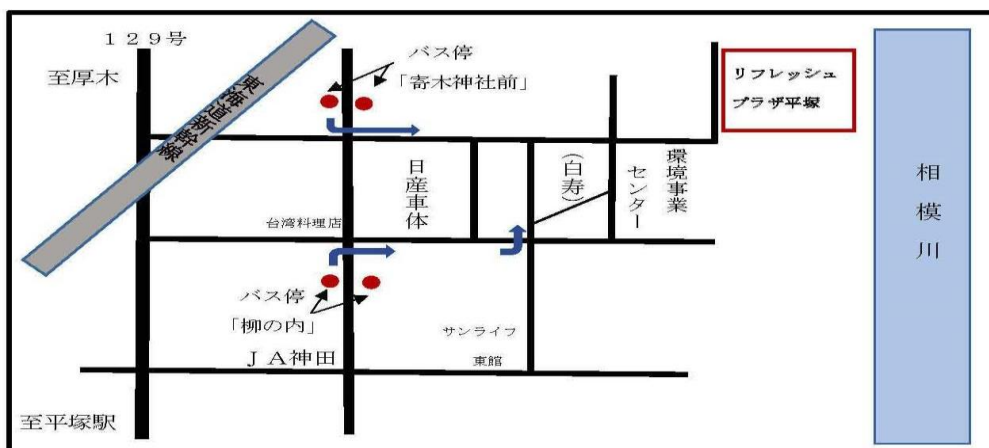 １２９号
至厚木
東海道新幹線
バス停
「寄木神社前」
リフレッシュ
プラザ平塚
日産車体
(白寿)
環境事業
センター
相模川
台湾料理店
バス停
「柳の内」
サンライフ
東館
ＪＡ神田
至平塚駅